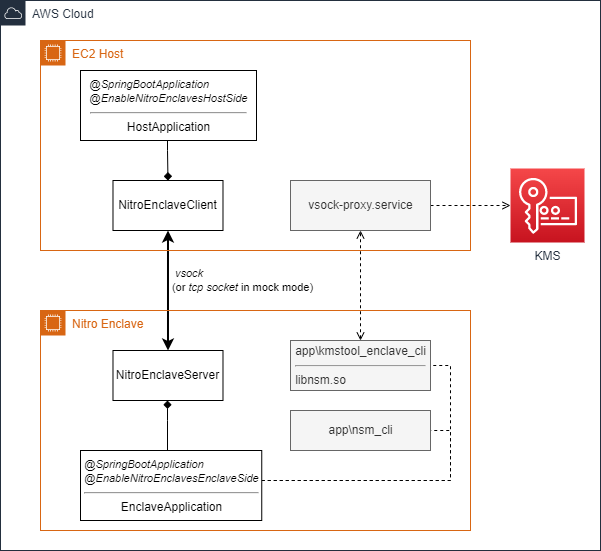 AWS Cloud
EC2 Host
@SpringBootApplication
@EnableNitroEnclavesHostSide
HostApplication
NitroEnclaveClient
vsock-proxy.service
KMS
vsock
(or tcp socket in mock mode)
Nitro Enclave
NitroEnclaveServer
app\kmstool_enclave_cli
libnsm.so
app\nsm_cli
@SpringBootApplication
@EnableNitroEnclavesEnclaveSide
EnclaveApplication